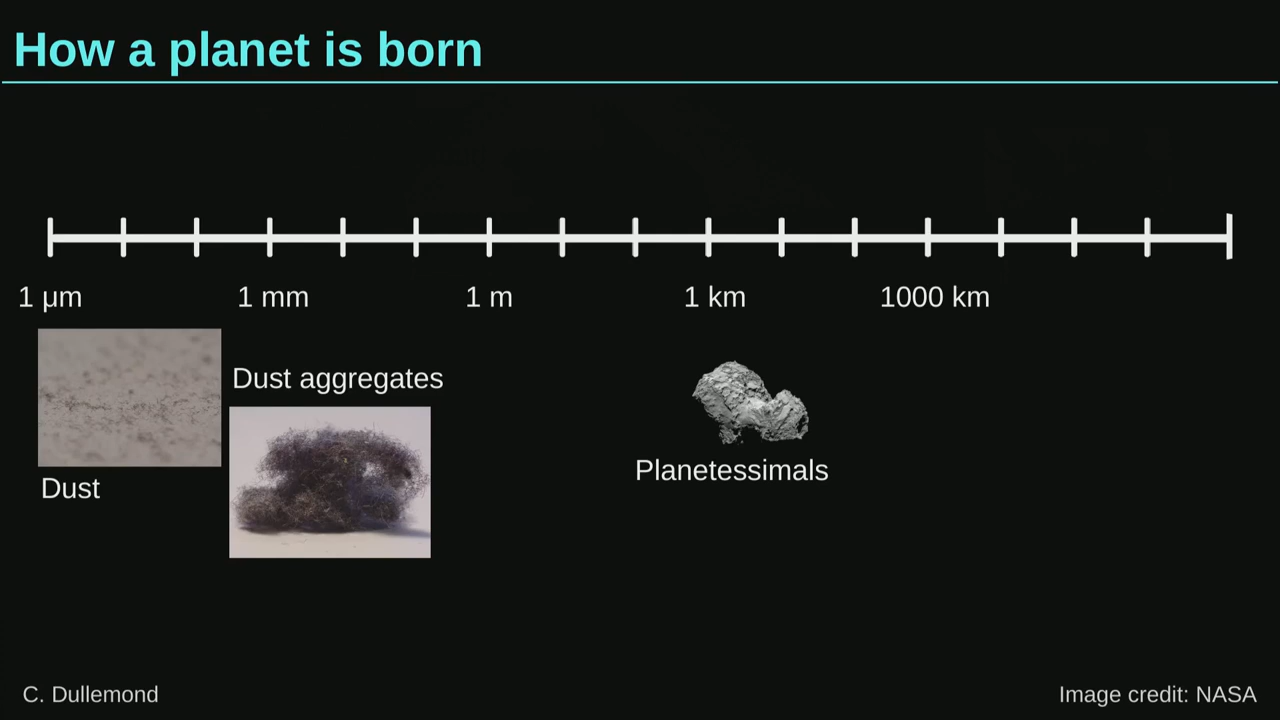 How a planet is born
1 μm
1 mm
1 m
1 km
1000 km
Dust aggregates
Dust
Planetessimals
C. Dullemond
Image credit: NASA